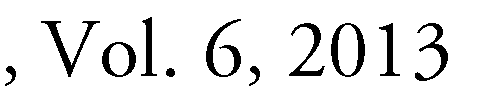 , Vol. 6, 2013